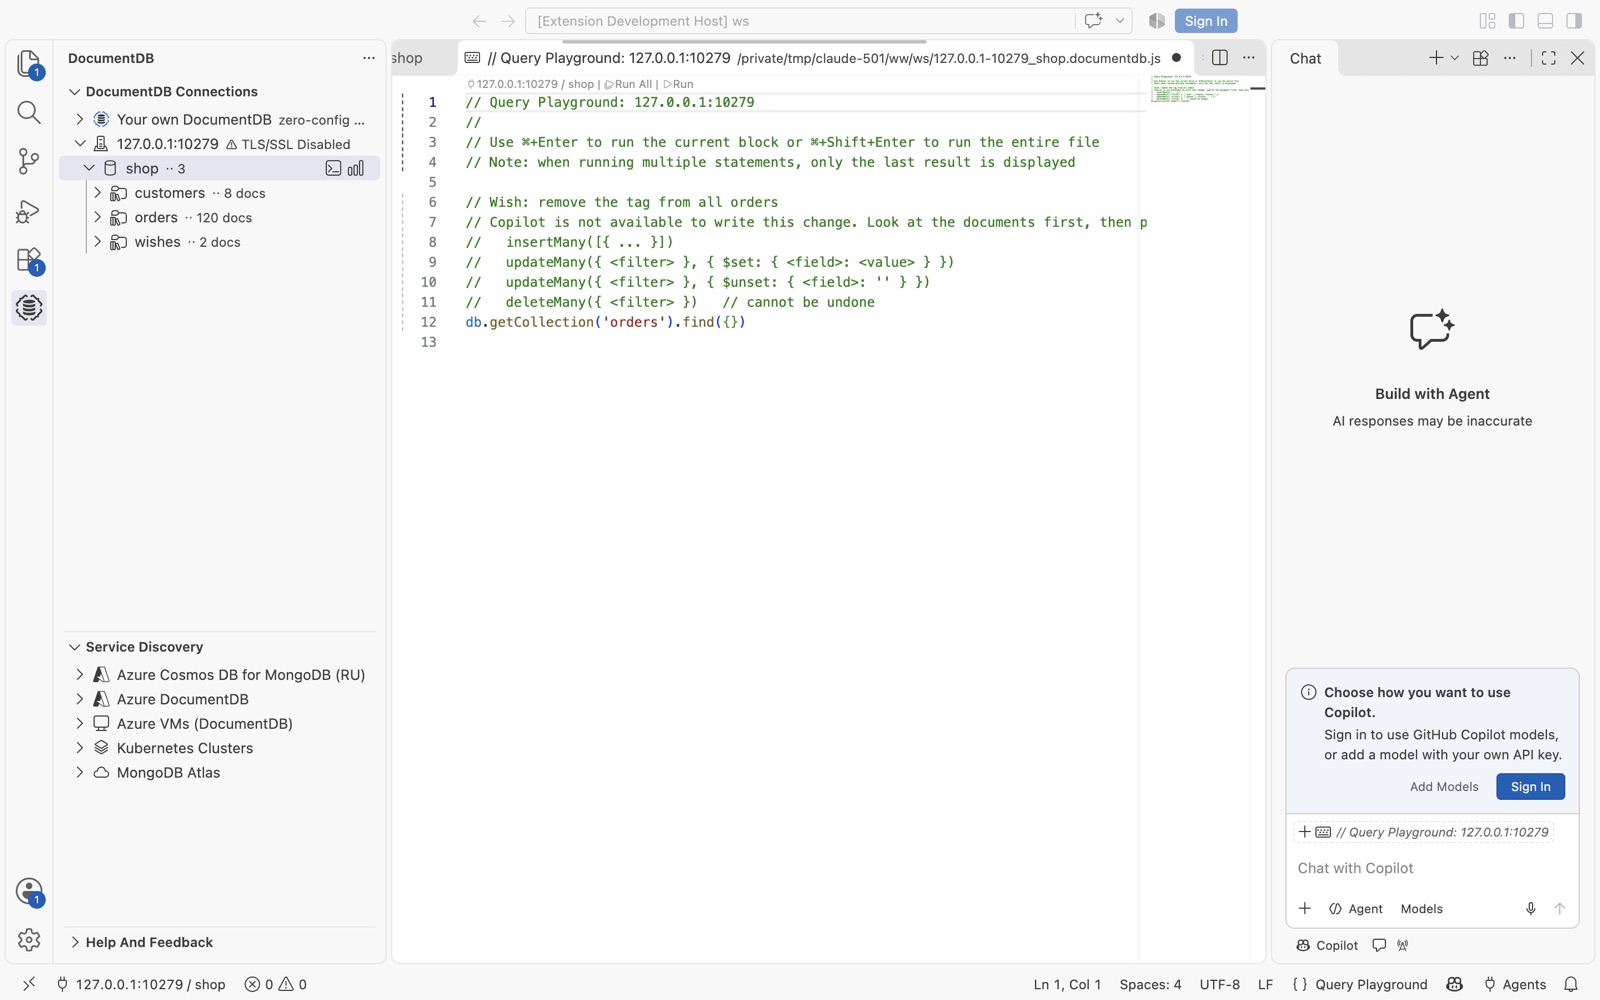 [Extension Development Host] ws
Sign In
DocumentDB
DocumentDB Connections
Your own DocumentDB zero-config ...
127.0.0.1:10279 TLS/SSL Disabled
shop ·· 3
customers ·· 8 docs
orders ·· 120 docs
wishes ·· 2 docs
Service Discovery
Azure Cosmos DB for MongoDB (RU)
Azure DocumentDB
Azure VMs (DocumentDB)
Kubernetes Clusters
MongoDB Atlas
Help And Feedback
1
1
1
shop
// Query Playground: 127.0.0.1:10279 /private/tmp/claude-501/ww/ws/127.0.0.1-10279_shop.documentdb.js
127.0.0.1:10279 / shop | Run All | Run
1 // Query Playground: 127.0.0.1:10279
2 //
3 // Use ⌘+Enter to run the current block or ⌘+Shift+Enter to run the entire file
4 // Note: when running multiple statements, only the last result is displayed
5
6 // Wish: remove the tag from all orders
7 // Copilot is not available to write this change. Look at the documents first, then p
8 //   insertMany([{ ... }])
9 //   updateMany({ <filter> }, { $set: { <field>: <value> } })
10 //   updateMany({ <filter> }, { $unset: { <field>: '' } })
11 //   deleteMany({ <filter> })   // cannot be undone
12 db.getCollection('orders').find({})
13
Chat
Build with Agent
AI responses may be inaccurate
Choose how you want to use
Copilot.
Sign in to use GitHub Copilot models,
or add a model with your own API key.
Add Models
Sign In
// Query Playground: 127.0.0.1:10279
Chat with Copilot
Agent
Models
Copilot
127.0.0.1:10279 / shop
0 0
Ln 1, Col 1
Spaces: 4
UTF-8
LF
{ } Query Playground
Agents